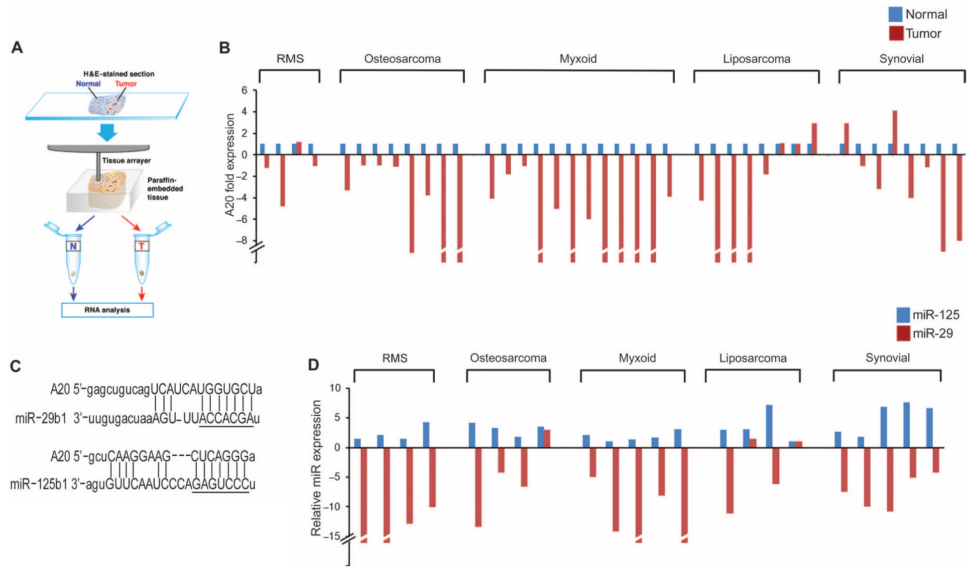 Normal
Tumor
A
H&E-stained section
Normal Tumor
Tissue arrayer
Paraffin-
embedded
tissue
N T
RNA analysis
B
RMS Osteosarcoma Myxoid Liposarcoma Synovial
A20 fold expression
6
4
2
0
−2
−4
−6
−8
miR-125
miR-29
C
A20 5'-gagcugucagUCAUCAUGGUGCUa
miR-29b1 3'-uugugacuaaAGU-UUACCACGAu
A20 5'-gcuCAAGGAAG---CUCAGGGa
miR-125b1 3'-aguGUUCAAUCCCAGAGUCCCu
D
RMS Osteosarcoma Myxoid Liposarcoma Synovial
Relative miR expression
10
5
0
−5
−10
−15